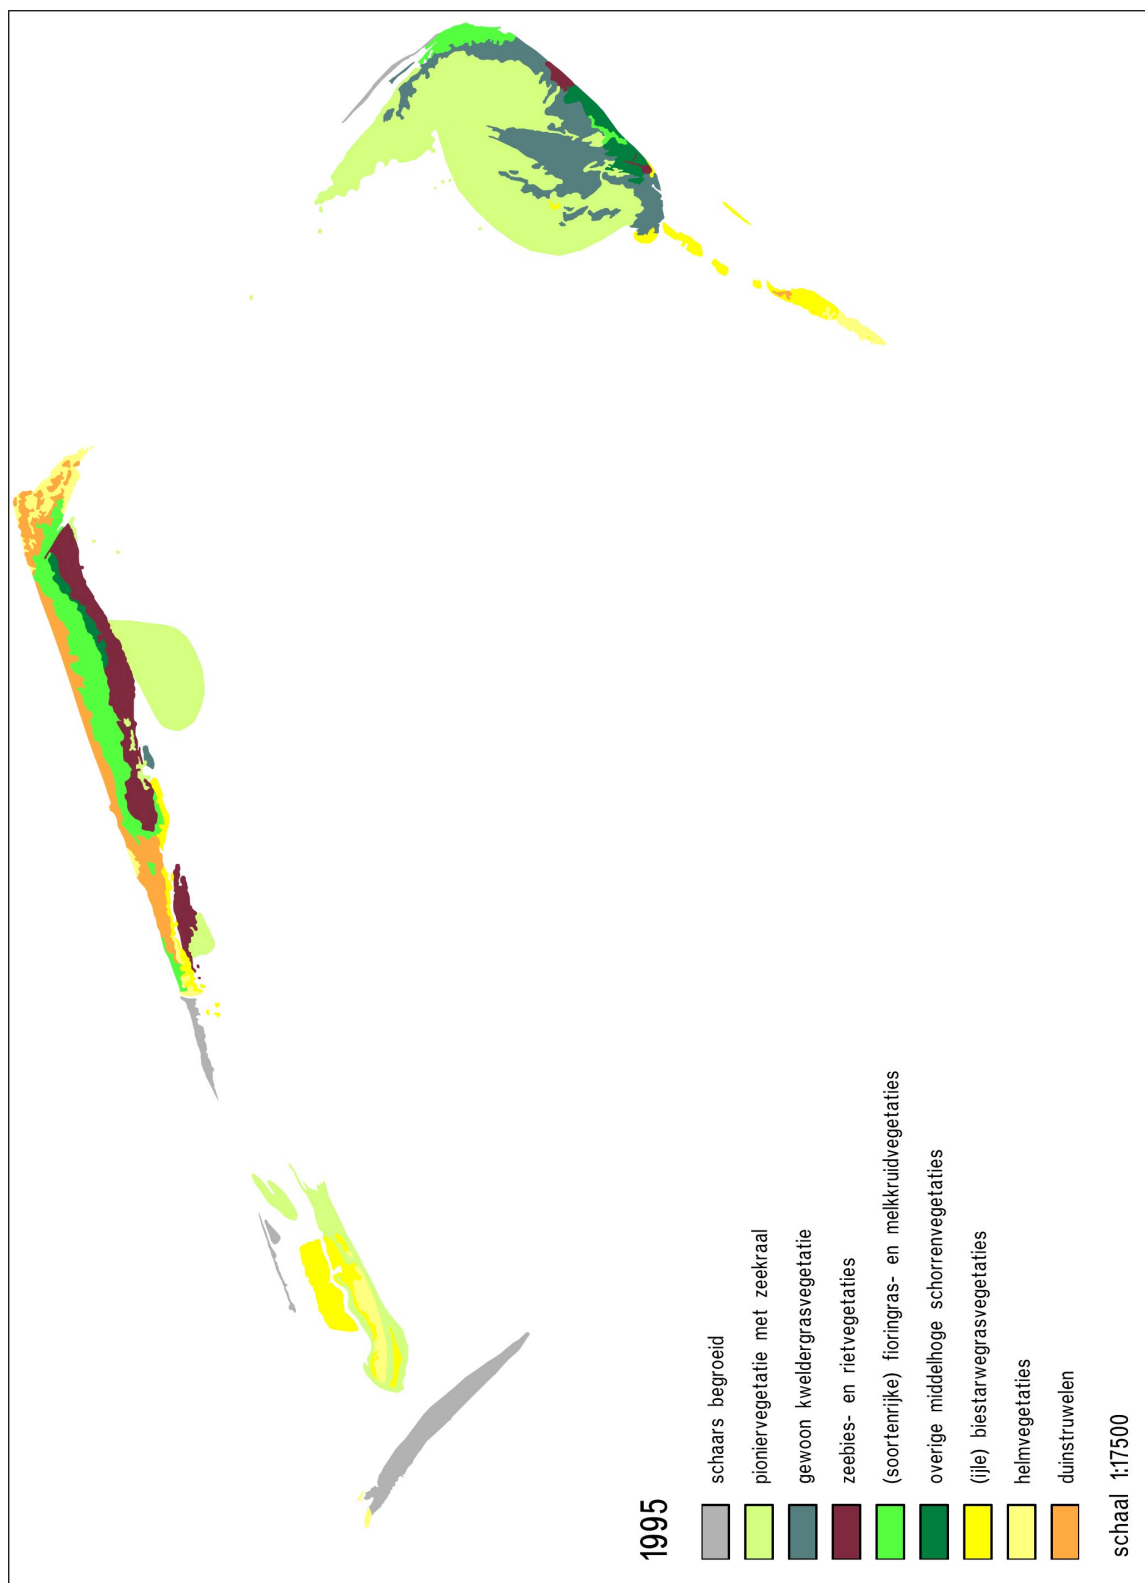 1995
schaars begroeid
pioniervegetatie met zeekraal
gewoon kweldergrasvegetatie
zeebies- en rietvegetaties
(soortenrijke) fioringras- en melkkruidvegetaties
overige middelhoge schorrenvegetaties
(ijle) biestarwegrasvegetaties
helmvegetaties
duinstruwelen
schaal 1:17500